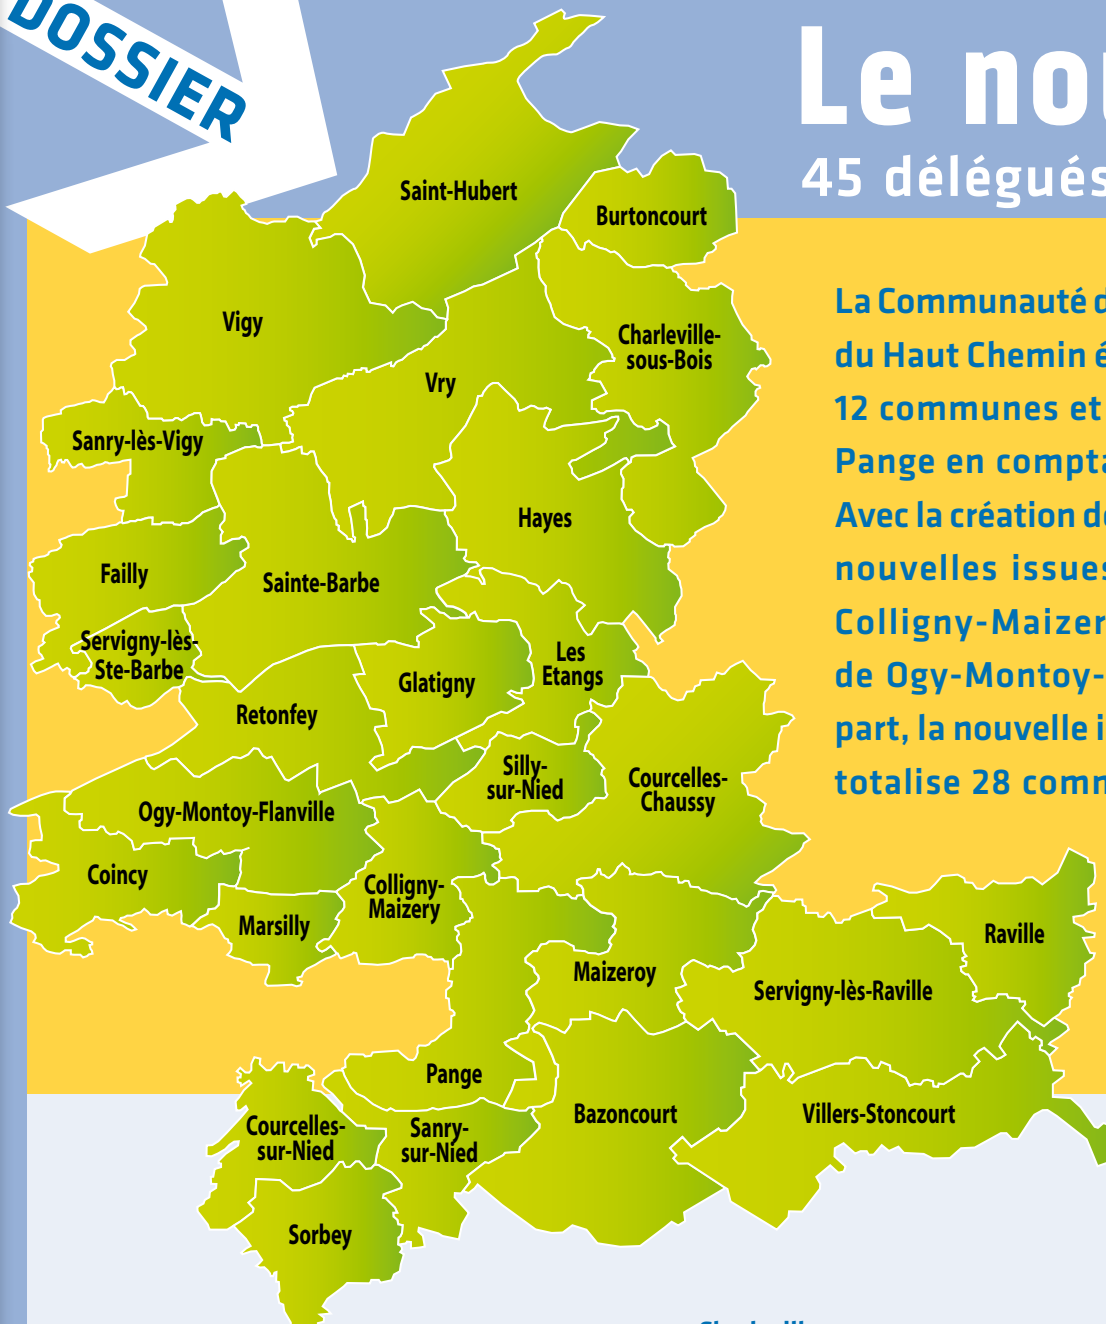 DOSSIER
Le nou
45 délégués
Saint-Hubert
Burtoncourt
Vigy
Charleville-
sous-Bois
Vry
Sanry-lès-Vigy
Hayes
Failly
Sainte-Barbe
Servigny-lès-
Ste-Barbe
Les
Etangs
Glatigny
Retonfey
Silly-
sur-Nied
Courcelles-
Chaussy
Ogy-Montoy-Flanville
Coincy
Colligny-
Maizery
Marsilly
Raville
Maizeroy
Servigny-lès-Raville
Pange
Bazoncourt
Villers-Stoncourt
Courcelles-
sur-Nied
Sanry-
sur-Nied
Sorbey
La Communauté d
du Haut Chemin é
12 communes et
Pange en compta
Avec la création de
nouvelles issues
Colligny-Maizer
de Ogy-Montoy-
part, la nouvelle i
totalise 28 comm